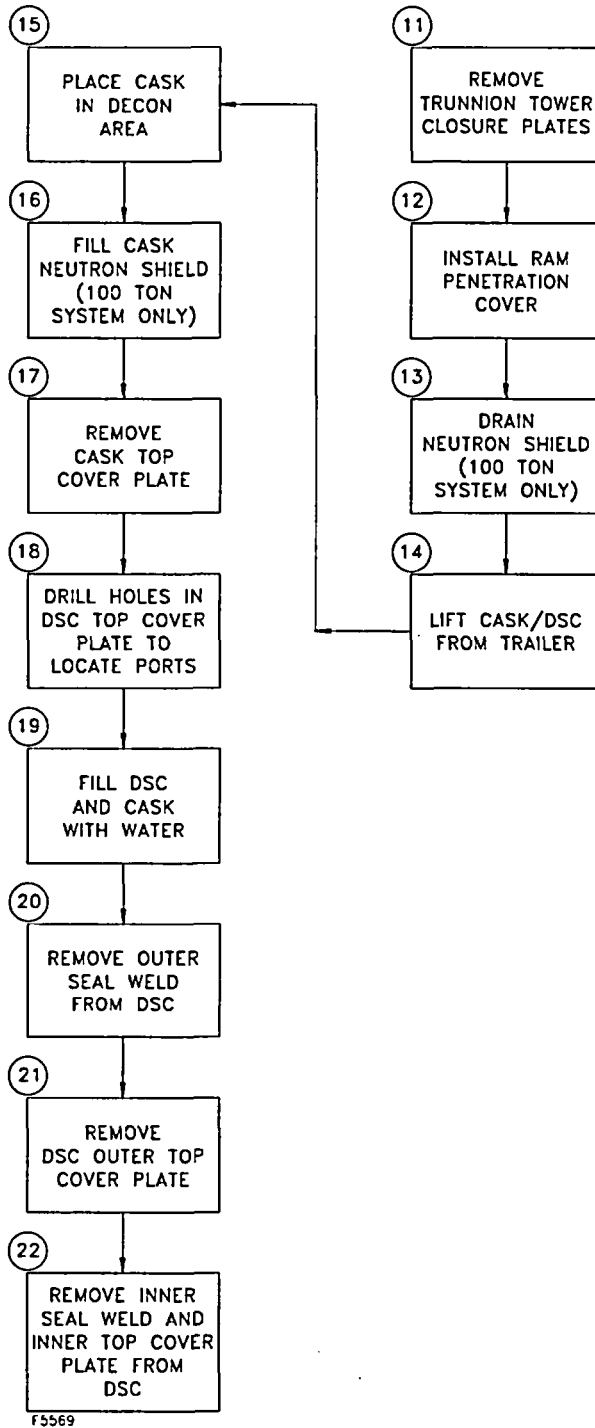 15
PLACE CASK
IN DECON
AREA
16
FILL CASK
NEUTRON SHIELD
(100 TON
SYSTEM ONLY)
17
REMOVE
CASK TOP
COVER PLATE
18
DRILL HOLES IN
DSC TOP COVER
PLATE TO
LOCATE PORTS
19
FILL DSC
AND CASK
WITH WATER
20
REMOVE OUTER
SEAL WELD
FROM DSC
21
REMOVE
DSC OUTER TOP
COVER PLATE
22
REMOVE INNER
SEAL WELD AND
INNER TOP COVER
PLATE FROM
DSC
F5569
11
REMOVE
TRUNNION TOWER
CLOSURE PLATES
12
INSTALL RAM
PENETRATION
COVER
13
DRAIN
NEUTRON SHIELD
(100 TON
SYSTEM ONLY)
14
LIFT CASK/DSC
FROM TRAILER